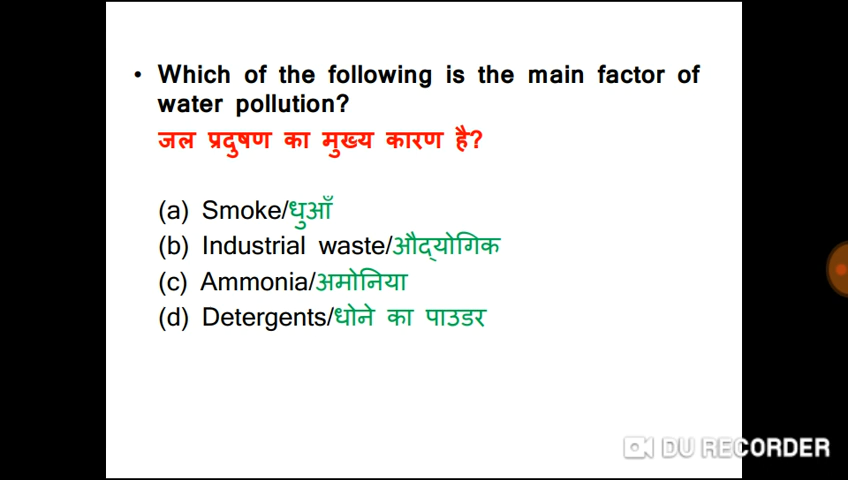 • Which of the following is the main factor of
water pollution?
जल प्रदुषण का मुख्य कारण है?
(a) Smoke/धुआँ
(b) Industrial waste/औद्योगिक
(c) Ammonia/अमोनिया
(d) Detergents/धोने का पाउडर
DU RECORDER